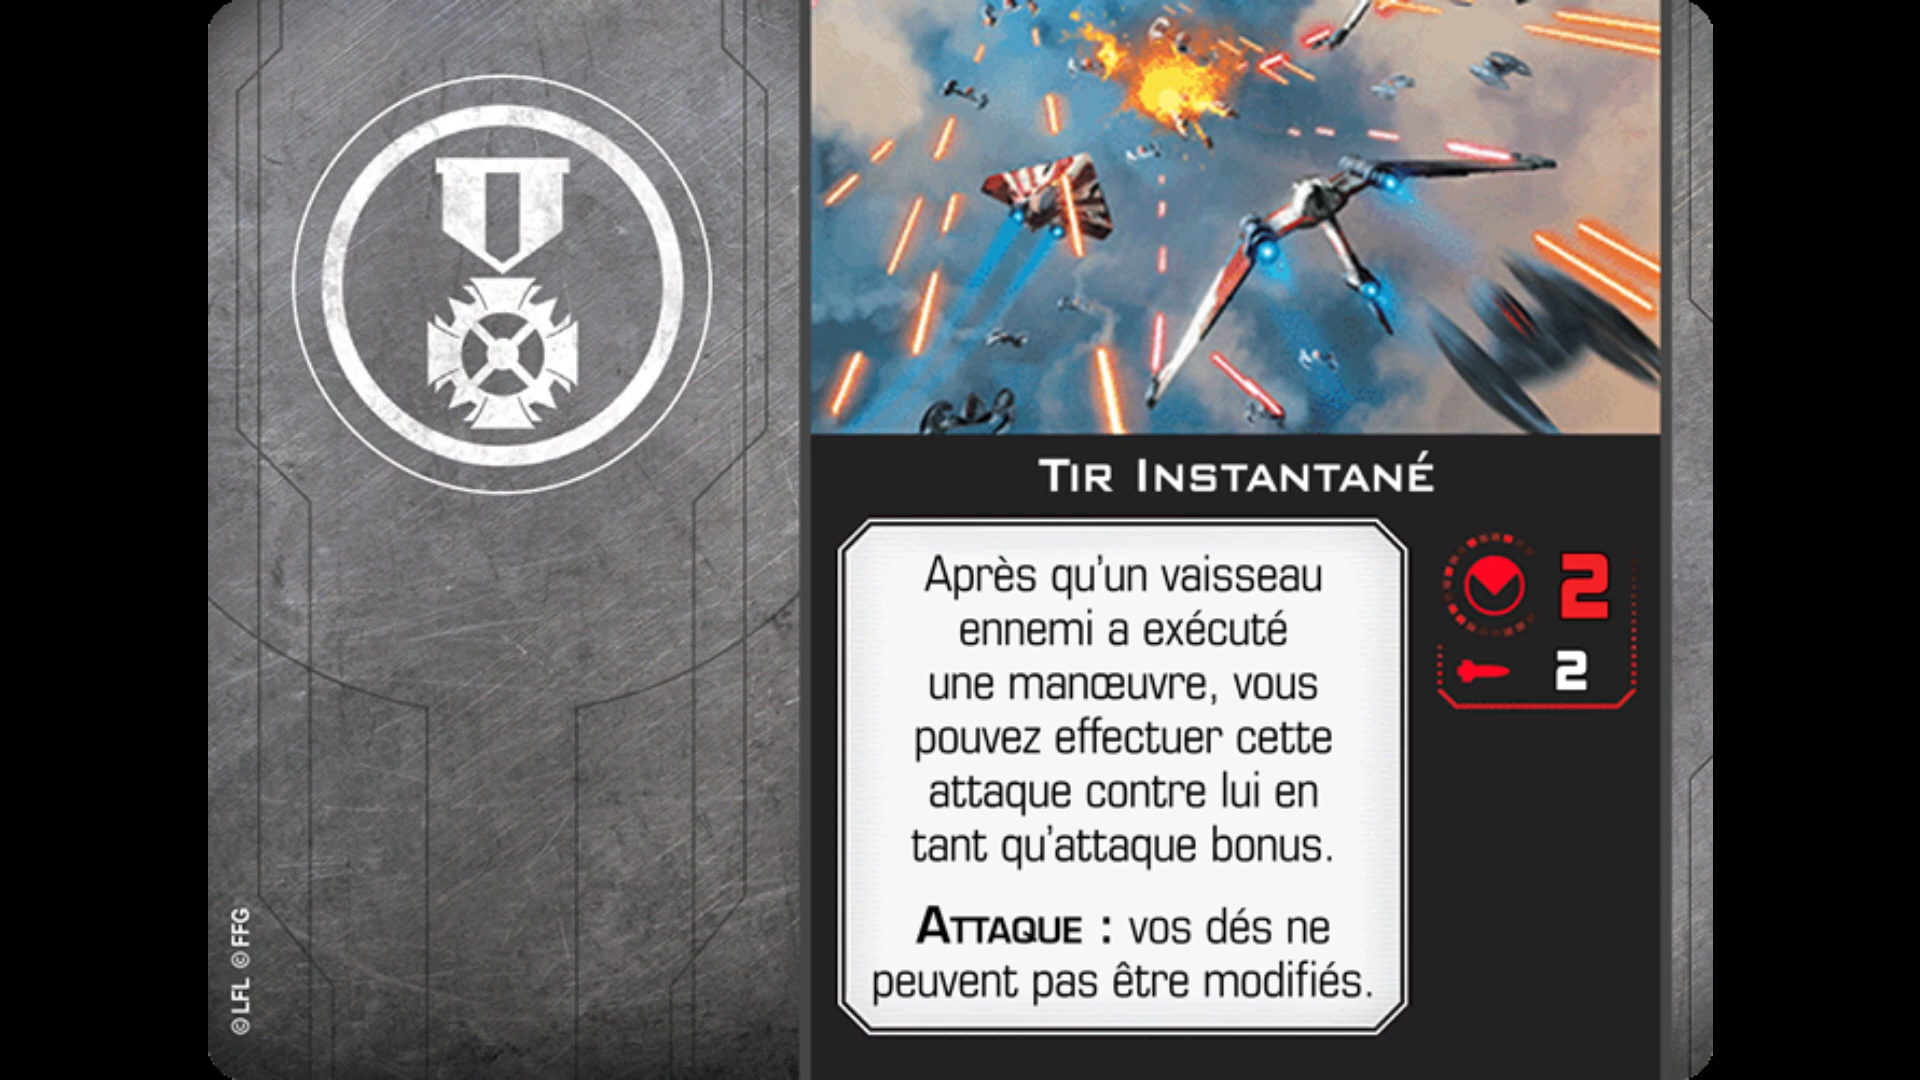 Tir Instantané
Après qu'un vaisseau
ennemi a exécuté
une manœuvre, vous
pouvez effectuer cette
attaque contre lui en
tant qu'attaque bonus.
Attaque : vos dés ne
peuvent pas être modifiés.
2
2
© LFL © FFG